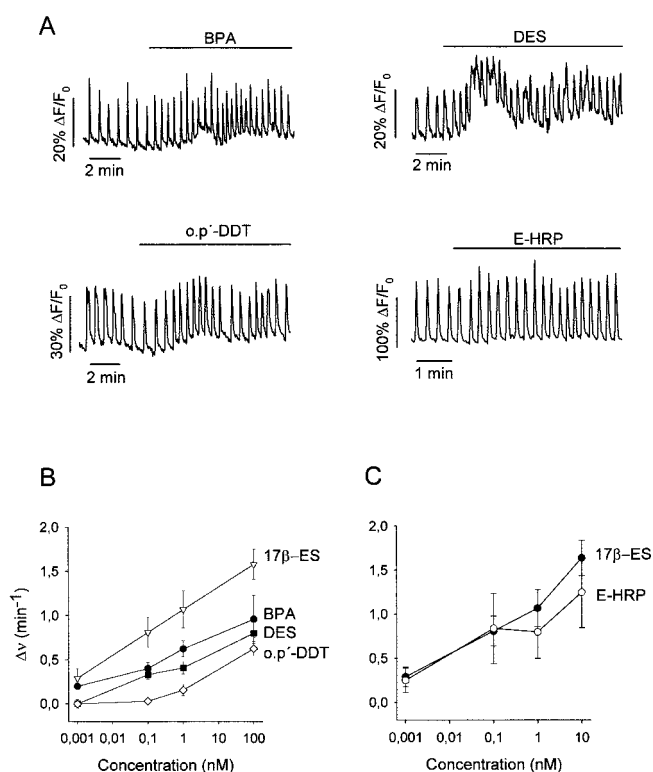 A
BPA
DES
20% ΔF/F₀
2 min
20% ΔF/F₀
2 min
o.p´-DDT
E-HRP
30% ΔF/F₀
2 min
100% ΔF/F₀
1 min
B
C
2,0
1,5
1,0
0,5
0,0
Δν (min⁻¹)
17β–ES
BPA
DES
o.p´-DDT
0,001
0,01
0,1
1
10
100
Concentration (nM)
2,0
1,5
1,0
0,5
0,0
17β–ES
E-HRP
0,001
0,01
0,1
1
10
Concentration (nM)